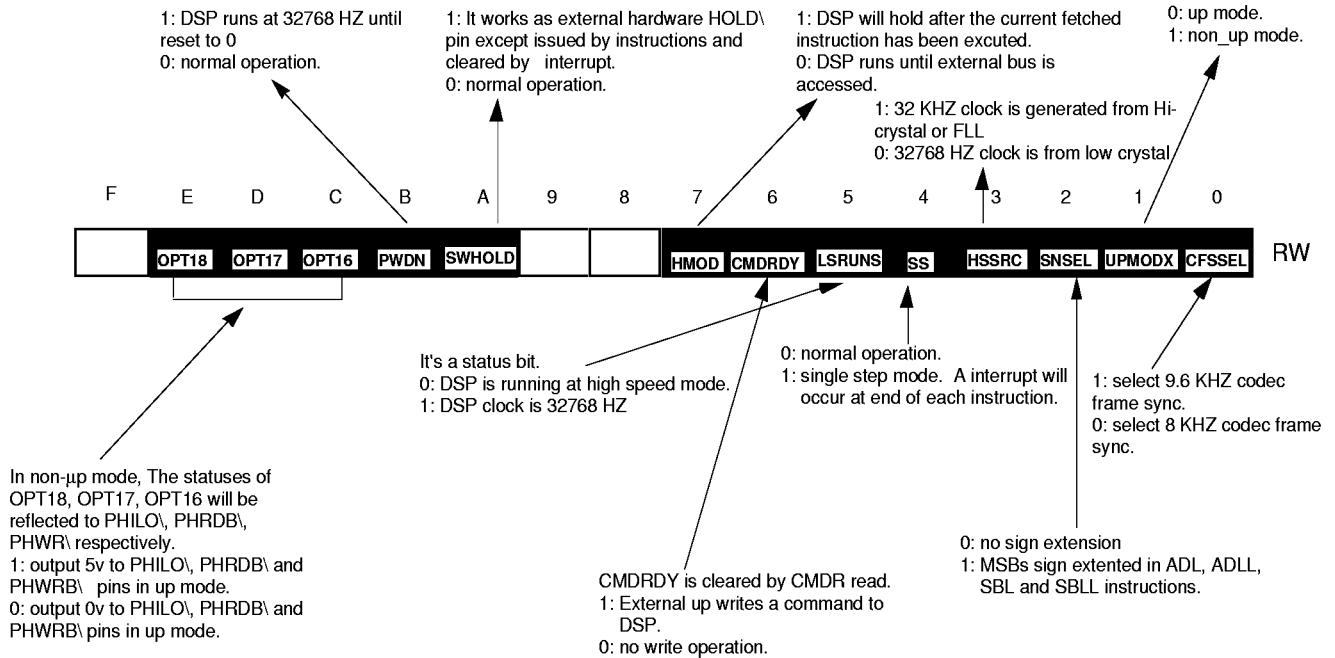 1: DSP runs at 32768 HZ until
reset to 0
0: normal operation.
1: It works as external hardware HOLD\
pin except issued by instructions and
cleared by interrupt.
0: normal operation.
1: DSP will hold after the current fetched
instruction has been excuted.
0: DSP runs until external bus is
accessed.
0: up mode.
1: non_up mode.
1: 32 KHZ clock is generated from Hi-
crystal or FLL
0: 32768 HZ clock is from low crystal
F E D C B A 9 8 7 6 5 4 3 2 1 0
OPT18 OPT17 OPT16 PWDN SWHOLD HMOD CMDRDY LSRUNS SS HSSRC SNSEL UPMODX CFSSEL RW
It's a status bit.
0: DSP is running at high speed mode.
1: DSP clock is 32768 HZ
0: normal operation.
1: single step mode. A interrupt will
occur at end of each instruction.
1: select 9.6 KHZ codec
frame sync.
0: select 8 KHZ codec frame
sync.
In non-μp mode, The statuses of
OPT18, OPT17, OPT16 will be
reflected to PHILO\, PHRDB\,
PHWR\ respectively.
1: output 5v to PHILO\, PHRDB\ and
PHWRB\ pins in up mode.
0: output 0v to PHILO\, PHRDB\ and
PHWRB\ pins in up mode.
CMDRDY is cleared by CMDR read.
1: External up writes a command to
DSP.
0: no write operation.
0: no sign extension
1: MSBs sign extented in ADL, ADLL,
SBL and SBLL instructions.